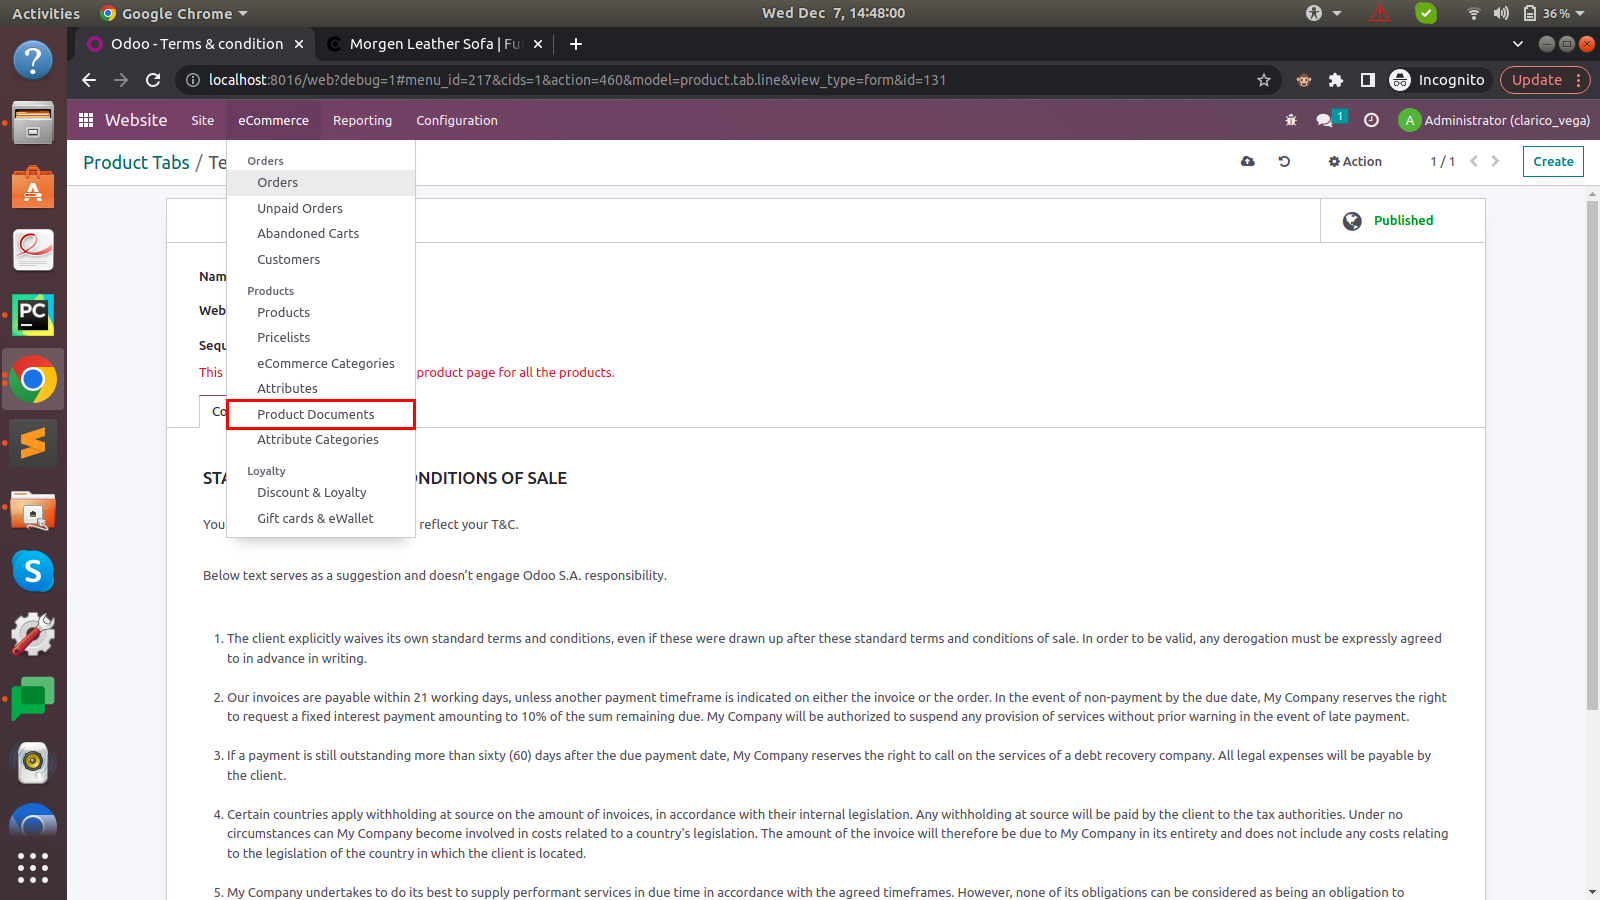 Activities
Google Chrome
Wed Dec 7, 14:48:00
36%
Odoo - Terms & condition
Morgen Leather Sofa | Fur
localhost:8016/web?debug=1#menu_id=217&cids=1&action=460&model=product.tab.line&view_type=form&id=131
Incognito
Update
Website
Site
eCommerce
Reporting
Configuration
1
A
Administrator (clarico_vega)
Product Tabs / Te
Action
1 / 1
Create
Orders
Orders
Unpaid Orders
Abandoned Carts
Customers
Products
Products
Pricelists
eCommerce Categories
Attributes
Product Documents
Attribute Categories
Loyalty
Discount & Loyalty
Gift cards & eWallet
Published
Nam
Web
Sequ
This
product page for all the products.
Co
STA
ONDITIONS OF SALE
You
reflect your T&C.
Below text serves as a suggestion and doesn’t engage Odoo S.A. responsibility.
1. The client explicitly waives its own standard terms and conditions, even if these were drawn up after these standard terms and conditions of sale. In order to be valid, any derogation must be expressly agreed
to in advance in writing.
2. Our invoices are payable within 21 working days, unless another payment timeframe is indicated on either the invoice or the order. In the event of non-payment by the due date, My Company reserves the right
to request a fixed interest payment amounting to 10% of the sum remaining due. My Company will be authorized to suspend any provision of services without prior warning in the event of late payment.
3. If a payment is still outstanding more than sixty (60) days after the due payment date, My Company reserves the right to call on the services of a debt recovery company. All legal expenses will be payable by
the client.
4. Certain countries apply withholding at source on the amount of invoices, in accordance with their internal legislation. Any withholding at source will be paid by the client to the tax authorities. Under no
circumstances can My Company become involved in costs related to a country's legislation. The amount of the invoice will therefore be due to My Company in its entirety and does not include any costs relating
to the legislation of the country in which the client is located.
5. My Company undertakes to do its best to supply performant services in due time in accordance with the agreed timeframes. However, none of its obligations can be considered as being an obligation to
PC
S